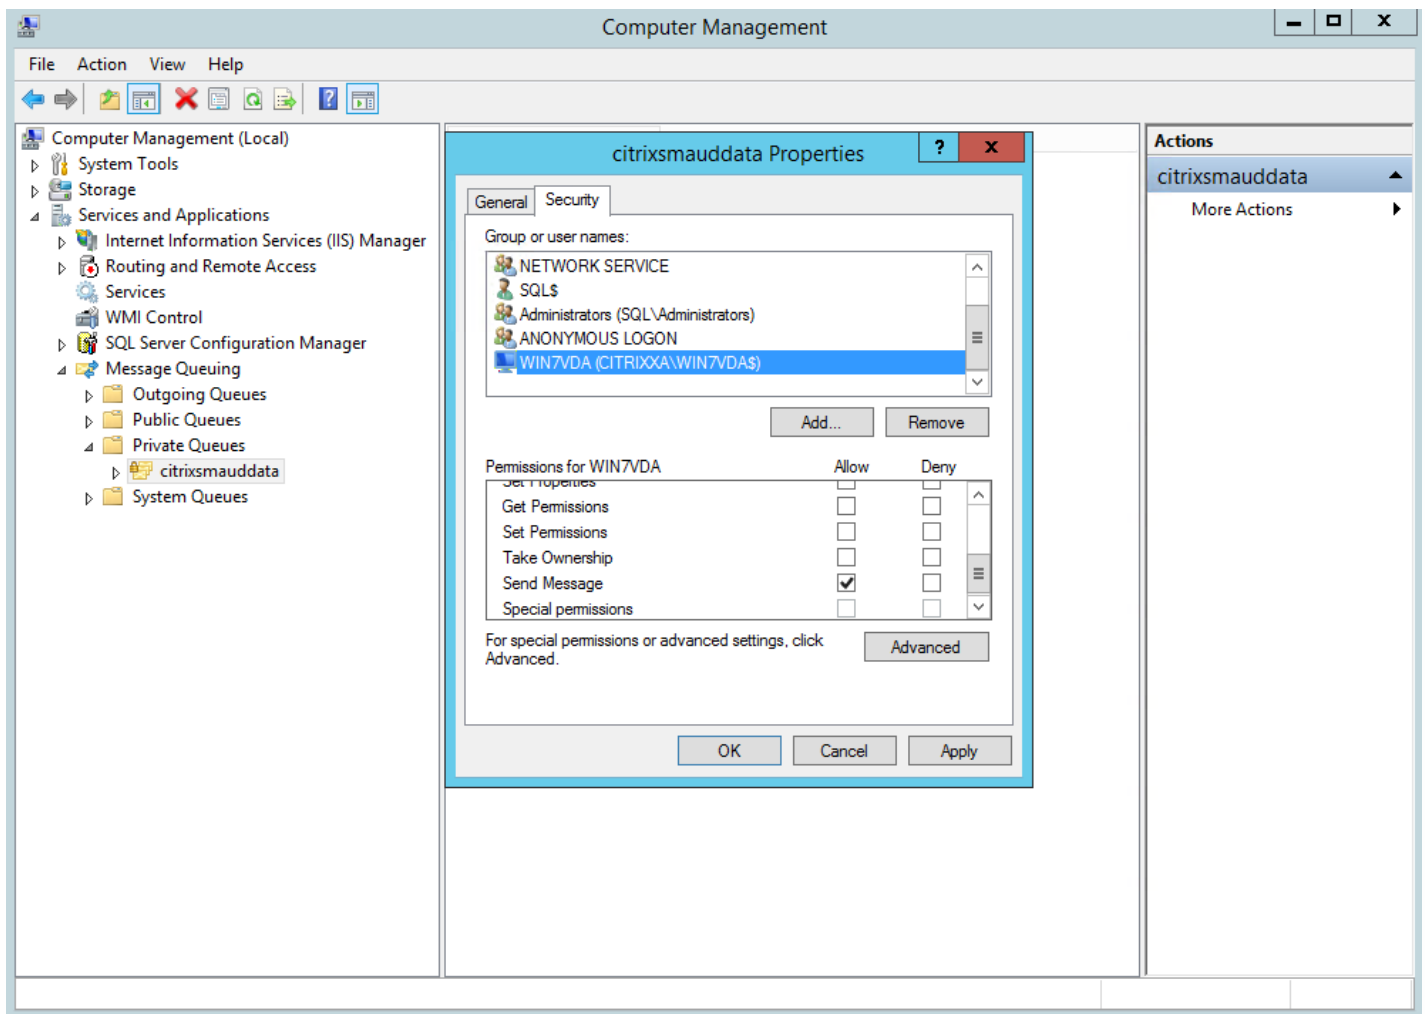 Computer Management
File Action View Help
Computer Management (Local)
System Tools
Storage
Services and Applications
Internet Information Services (IIS) Manager
Routing and Remote Access
Services
WMI Control
SQL Server Configuration Manager
Message Queuing
Outgoing Queues
Public Queues
Private Queues
citrixsmauddata
System Queues
citrixsmauddata Properties
General Security
Group or user names:
NETWORK SERVICE
SQL$
Administrators (SQL\Administrators)
ANONYMOUS LOGON
WIN7VDA (CITRIXXA\WIN7VDA$)
Add... Remove
Permissions for WIN7VDA Allow Deny
Set Properties
Get Permissions
Set Permissions
Take Ownership
Send Message
Special permissions
For special permissions or advanced settings, click
Advanced.
Advanced
OK Cancel Apply
Actions
citrixsmauddata
More Actions